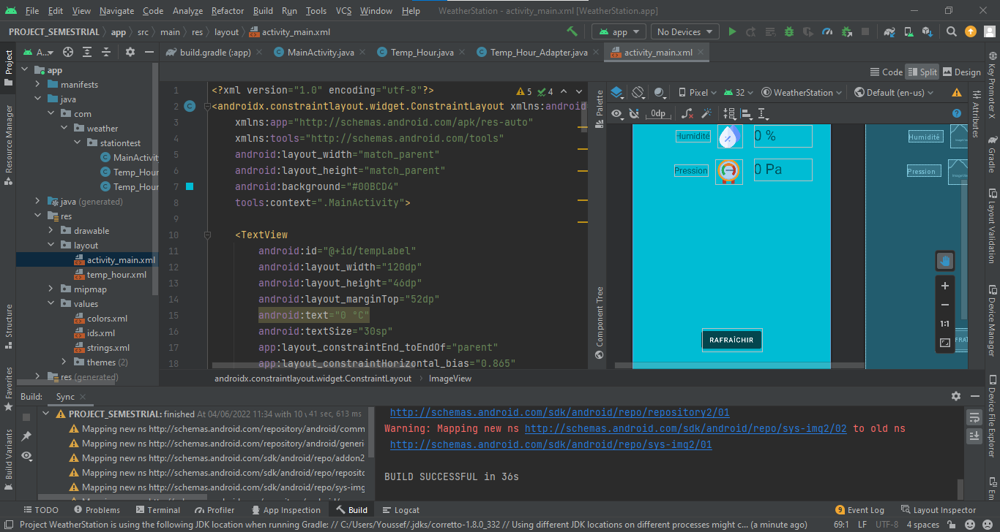 File Edit View Navigate Code Analyze Refactor Build Run Tools VCS Window Help WeatherStation - activity_main.xml [WeatherStation.app]
PROJECT_SEMESTRIAL app src main res layout activity_main.xml app No Devices
Project
A... build.gradle (:app) MainActivity.java Temp_Hour.java Temp_Hour_Adapter.java activity_main.xml
Code Split Design
app
manifests
java
com
weather
stationtest
MainActivit
Temp_Hour
Temp_Hour
java (generated)
res
drawable
layout
activity_main.xml
temp_hour.xml
mipmap
values
colors.xml
ids.xml
strings.xml
themes (2)
res (generated)
Resource Manager
Structure
Favorites
Build Variants
1 <?xml version="1.0" encoding="utf-8"?> 5 4
2 <androidx.constraintlayout.widget.ConstraintLayout xmlns:android
3 xmlns:app="http://schemas.android.com/apk/res-auto"
4 xmlns:tools="http://schemas.android.com/tools"
5 android:layout_width="match_parent"
6 android:layout_height="match_parent"
7 android:background="#00BCD4"
8 tools:context=".MainActivity">
9
10 <TextView
11 android:id="@+id/tempLabel"
12 android:layout_width="120dp"
13 android:layout_height="46dp"
14 android:layout_marginTop="52dp"
15 android:text="0 °C"
16 android:textSize="30sp"
17 app:layout_constraintEnd_toEndOf="parent"
18 app:layout_constraintHorizontal_bias="0.865"
androidx.constraintlayout.widget.ConstraintLayout ImageView
Palette
Component Tree
Pixel 32 WeatherStation Default (en-us)
0dp
Humidité 0 % Humidité
Pression 0 Pa Pression
RAFRAÎCHIR
1:1
Attributes
Key Promoter X
Gradle
Layout Validation
Device Manager
Device File Explorer
Em
Build: Sync
PROJECT_SEMESTRIAL: finished At 04/06/2022 11:34 with 10 41 sec, 613 ms
Mapping new ns http://schemas.android.com/repository/android/comm
Mapping new ns http://schemas.android.com/repository/android/generi
Mapping new ns http://schemas.android.com/sdk/android/repo/addon2
Mapping new ns http://schemas.android.com/sdk/android/repo/reposito
Mapping new ns http://schemas.android.com/sdk/android/repo/sys-img
http://schemas.android.com/sdk/android/repo/repository2/01
Warning: Mapping new ns http://schemas.android.com/sdk/android/repo/sys-img2/02 to old ns
http://schemas.android.com/sdk/android/repo/sys-img2/01
BUILD SUCCESSFUL in 36s
TODO Problems Terminal Profiler App Inspection Build Logcat 9 Event Log Layout Inspector
Project WeatherStation is using the following JDK location when running Gradle: // C:/Users/Youssef/.jdks/corretto-1.8.0_332 // Using different JDK locations on different processes might c... (a minute ago) 69:1 LF UTF-8 4 spaces